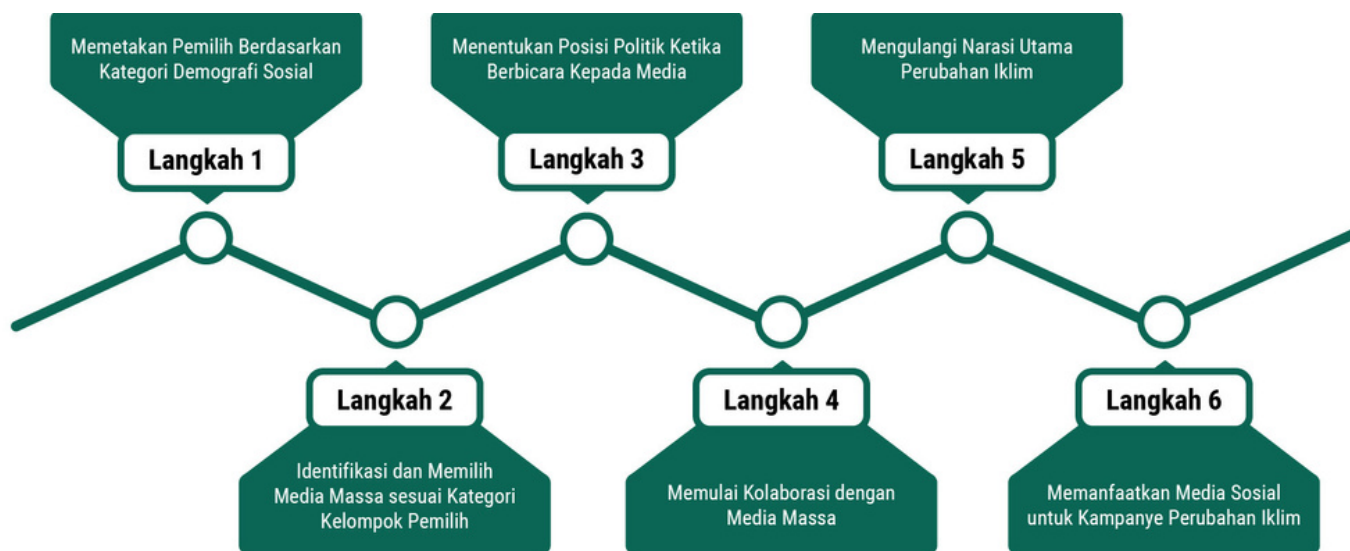 Memetakan Pemilih Berdasarkan
Kategori Demografi Sosial
Langkah 1
Identifikasi dan Memilih
Media Massa sesuai Kategori
Kelompok Pemilih
Langkah 2
Menentukan Posisi Politik Ketika
Berbicara Kepada Media
Langkah 3
Langkah 4
Memulai Kolaborasi dengan
Media Massa
Mengulangi Narasi Utama
Perubahan Iklim
Langkah 5
Langkah 6
Memanfaatkan Media Sosial
untuk Kampanye Perubahan Iklim